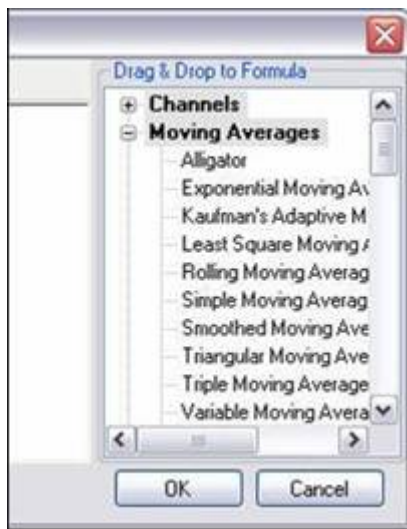 Drag & Drop to Formula
Channels
Moving Averages
Alligator
Exponential Moving Av
Kaufman's Adaptive M
Least Square Moving
Rolling Moving Averag
Simple Moving Averag
Smoothed Moving Ave
Triangular Moving Ave
Triple Moving Average
Variable Moving Avera
OK Cancel